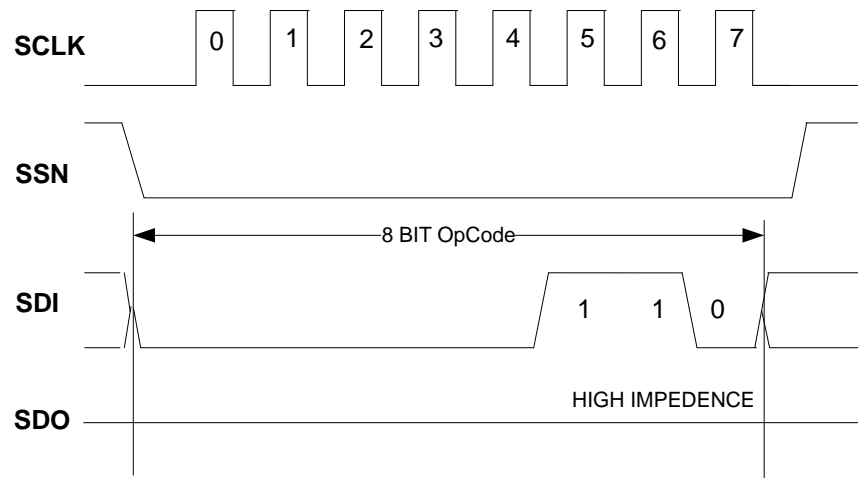 SCLK
0 1 2 3 4 5 6 7
SSN
8 BIT OpCode
SDI
1 1 0
HIGH IMPEDENCE
SDO